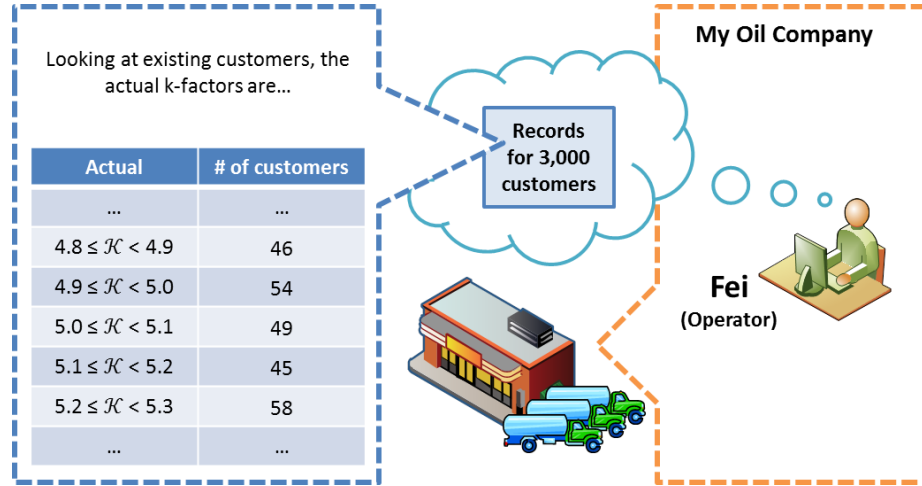 Looking at existing customers, the
actual k-factors are...
Actual # of customers
... ...
4.8 ≤ 𝒦 < 4.9 46
4.9 ≤ 𝒦 < 5.0 54
5.0 ≤ 𝒦 < 5.1 49
5.1 ≤ 𝒦 < 5.2 45
5.2 ≤ 𝒦 < 5.3 58
... ...
Records
for 3,000
customers
My Oil Company
Fei
(Operator)